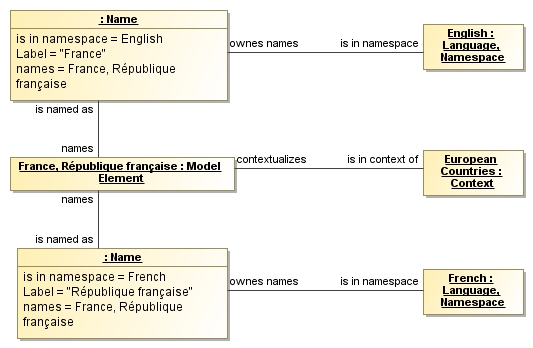 : Name
is in namespace = English
Label = "France"
names = France, République
française
ownes names
is in namespace
English :
Language,
Namespace
is named as
names
France, République française : Model
Element
contextualizes
is in context of
European
Countries :
Context
names
is named as
: Name
is in namespace = French
Label = "République française"
names = France, République
française
ownes names
is in namespace
French :
Language,
Namespace